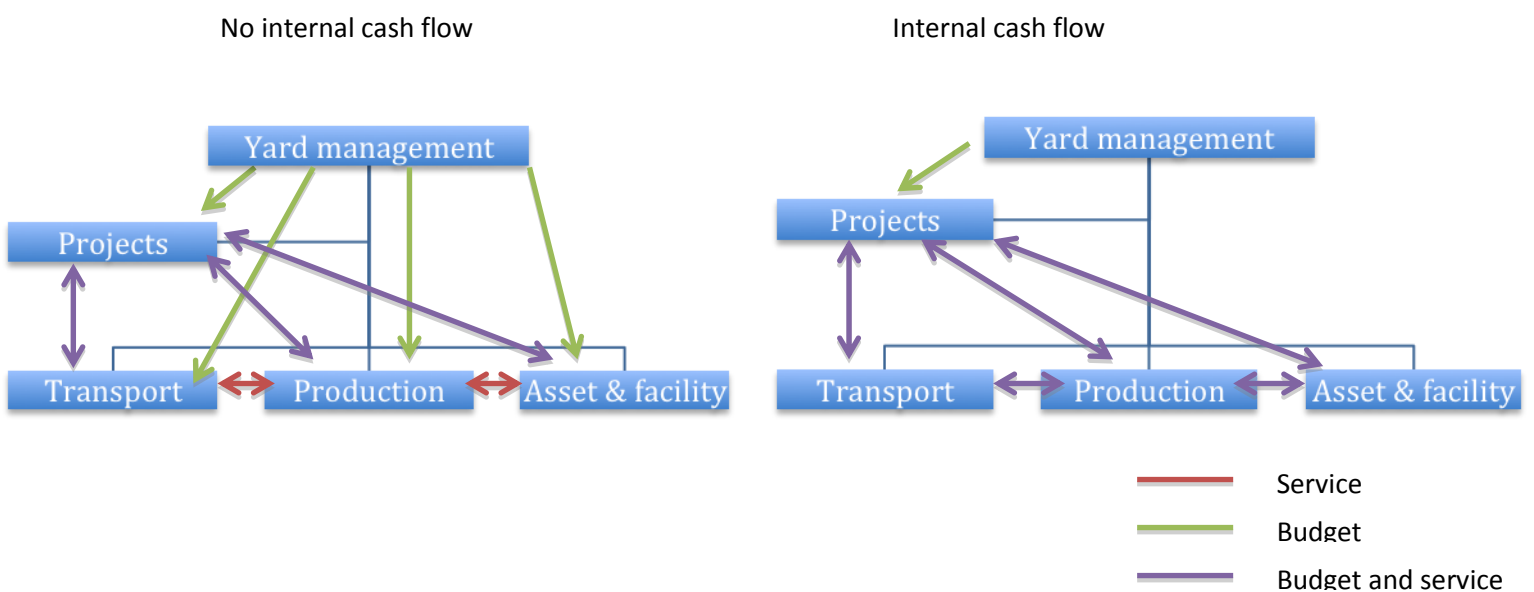 No internal cash flow
Internal cash flow
Yard management
Projects
Transport
Production
Asset & facility
Yard management
Projects
Transport
Production
Asset & facility
Service
Budget
Budget and service